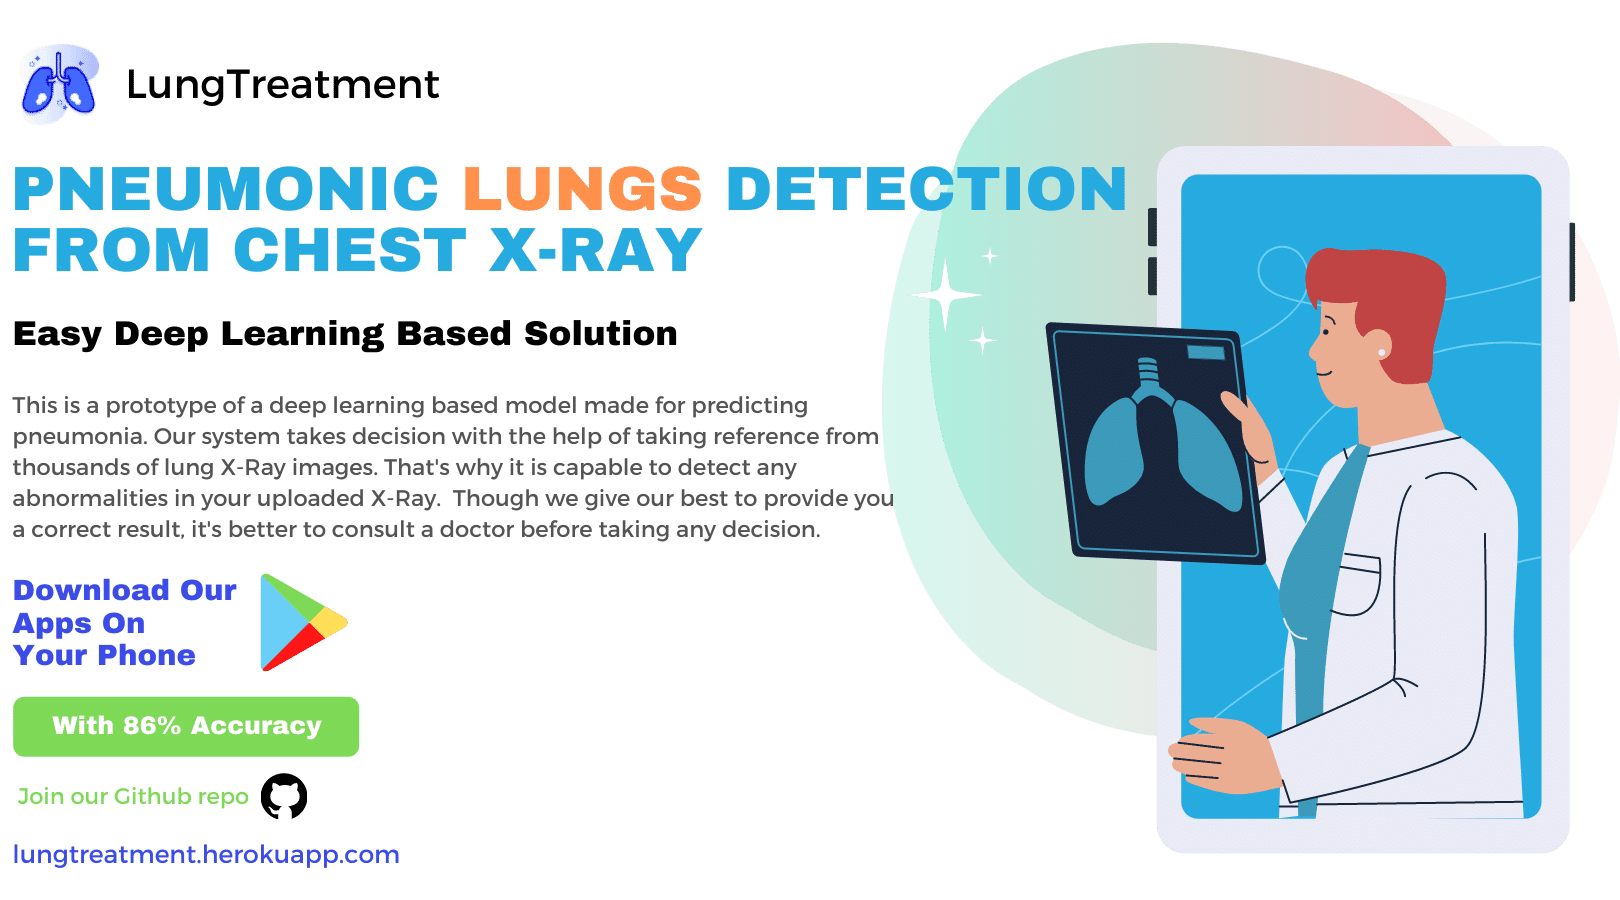 LungTreatment
PNEUMONIC LUNGS DETECTION
FROM CHEST X-RAY
Easy Deep Learning Based Solution
This is a prototype of a deep learning based model made for predicting
pneumonia. Our system takes decision with the help of taking reference from
thousands of lung X-Ray images. That's why it is capable to detect any
abnormalities in your uploaded X-Ray.  Though we give our best to provide you
a correct result, it's better to consult a doctor before taking any decision.
Download Our
Apps On
Your Phone
With 86% Accuracy
Join our Github repo
lungtreatment.herokuapp.com